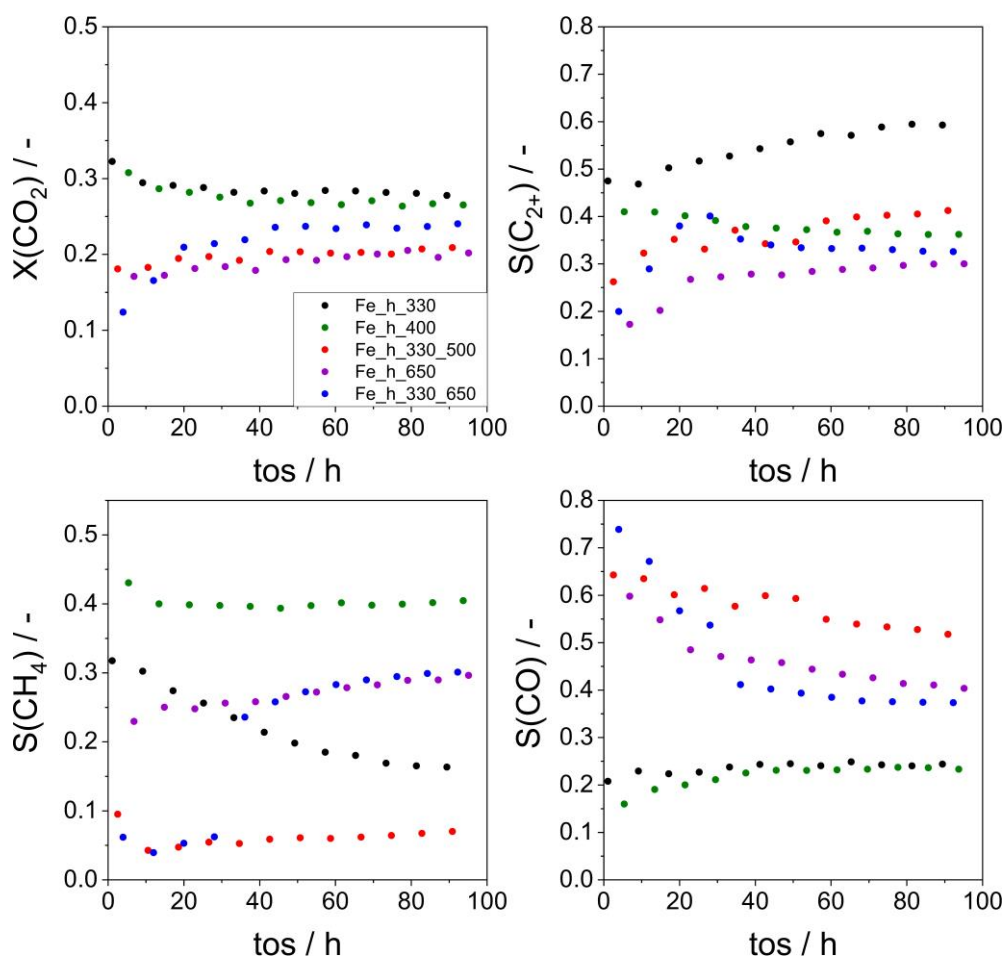 0.5
0.4
0.3
0.2
0.1
0.0
X(CO₂) / -
0 20 40 60 80 100
tos / h
Fe_h_330
Fe_h_400
Fe_h_330_500
Fe_h_650
Fe_h_330_650
0.8
0.7
0.6
0.5
0.4
0.3
0.2
0.1
0.0
S(C₂₊) / -
0 20 40 60 80 100
tos / h
0.5
0.4
0.3
0.2
0.1
0.0
S(CH₄) / -
0 20 40 60 80 100
tos / h
0.8
0.7
0.6
0.5
0.4
0.3
0.2
0.1
0.0
S(CO) / -
0 20 40 60 80 100
tos / h